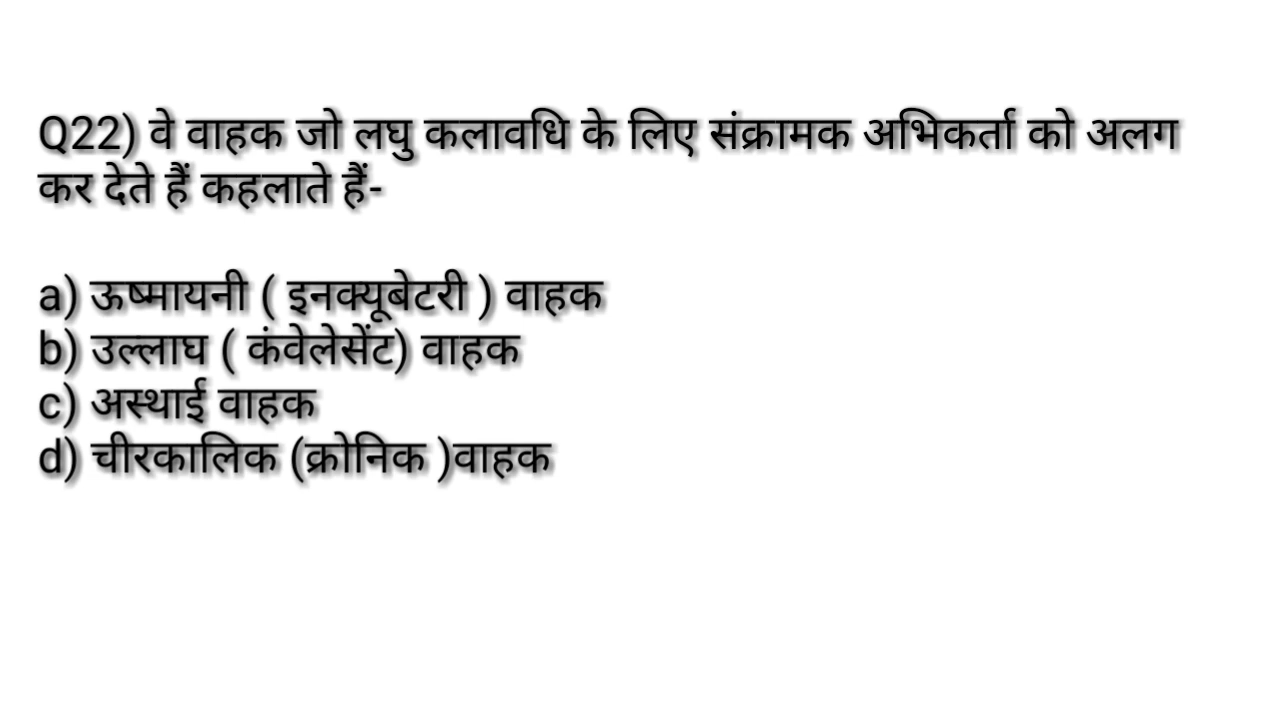 Q22) वे वाहक जो लघु कलावधि के लिए संक्रामक अभिकर्ता को अलग
कर देते हैं कहलाते हैं-
a) ऊष्मायनी ( इनक्यूबेटरी ) वाहक
b) उल्लाघ ( कंवेलेसेंट) वाहक
c) अस्थाई वाहक
d) चीरकालिक (क्रोनिक )वाहक